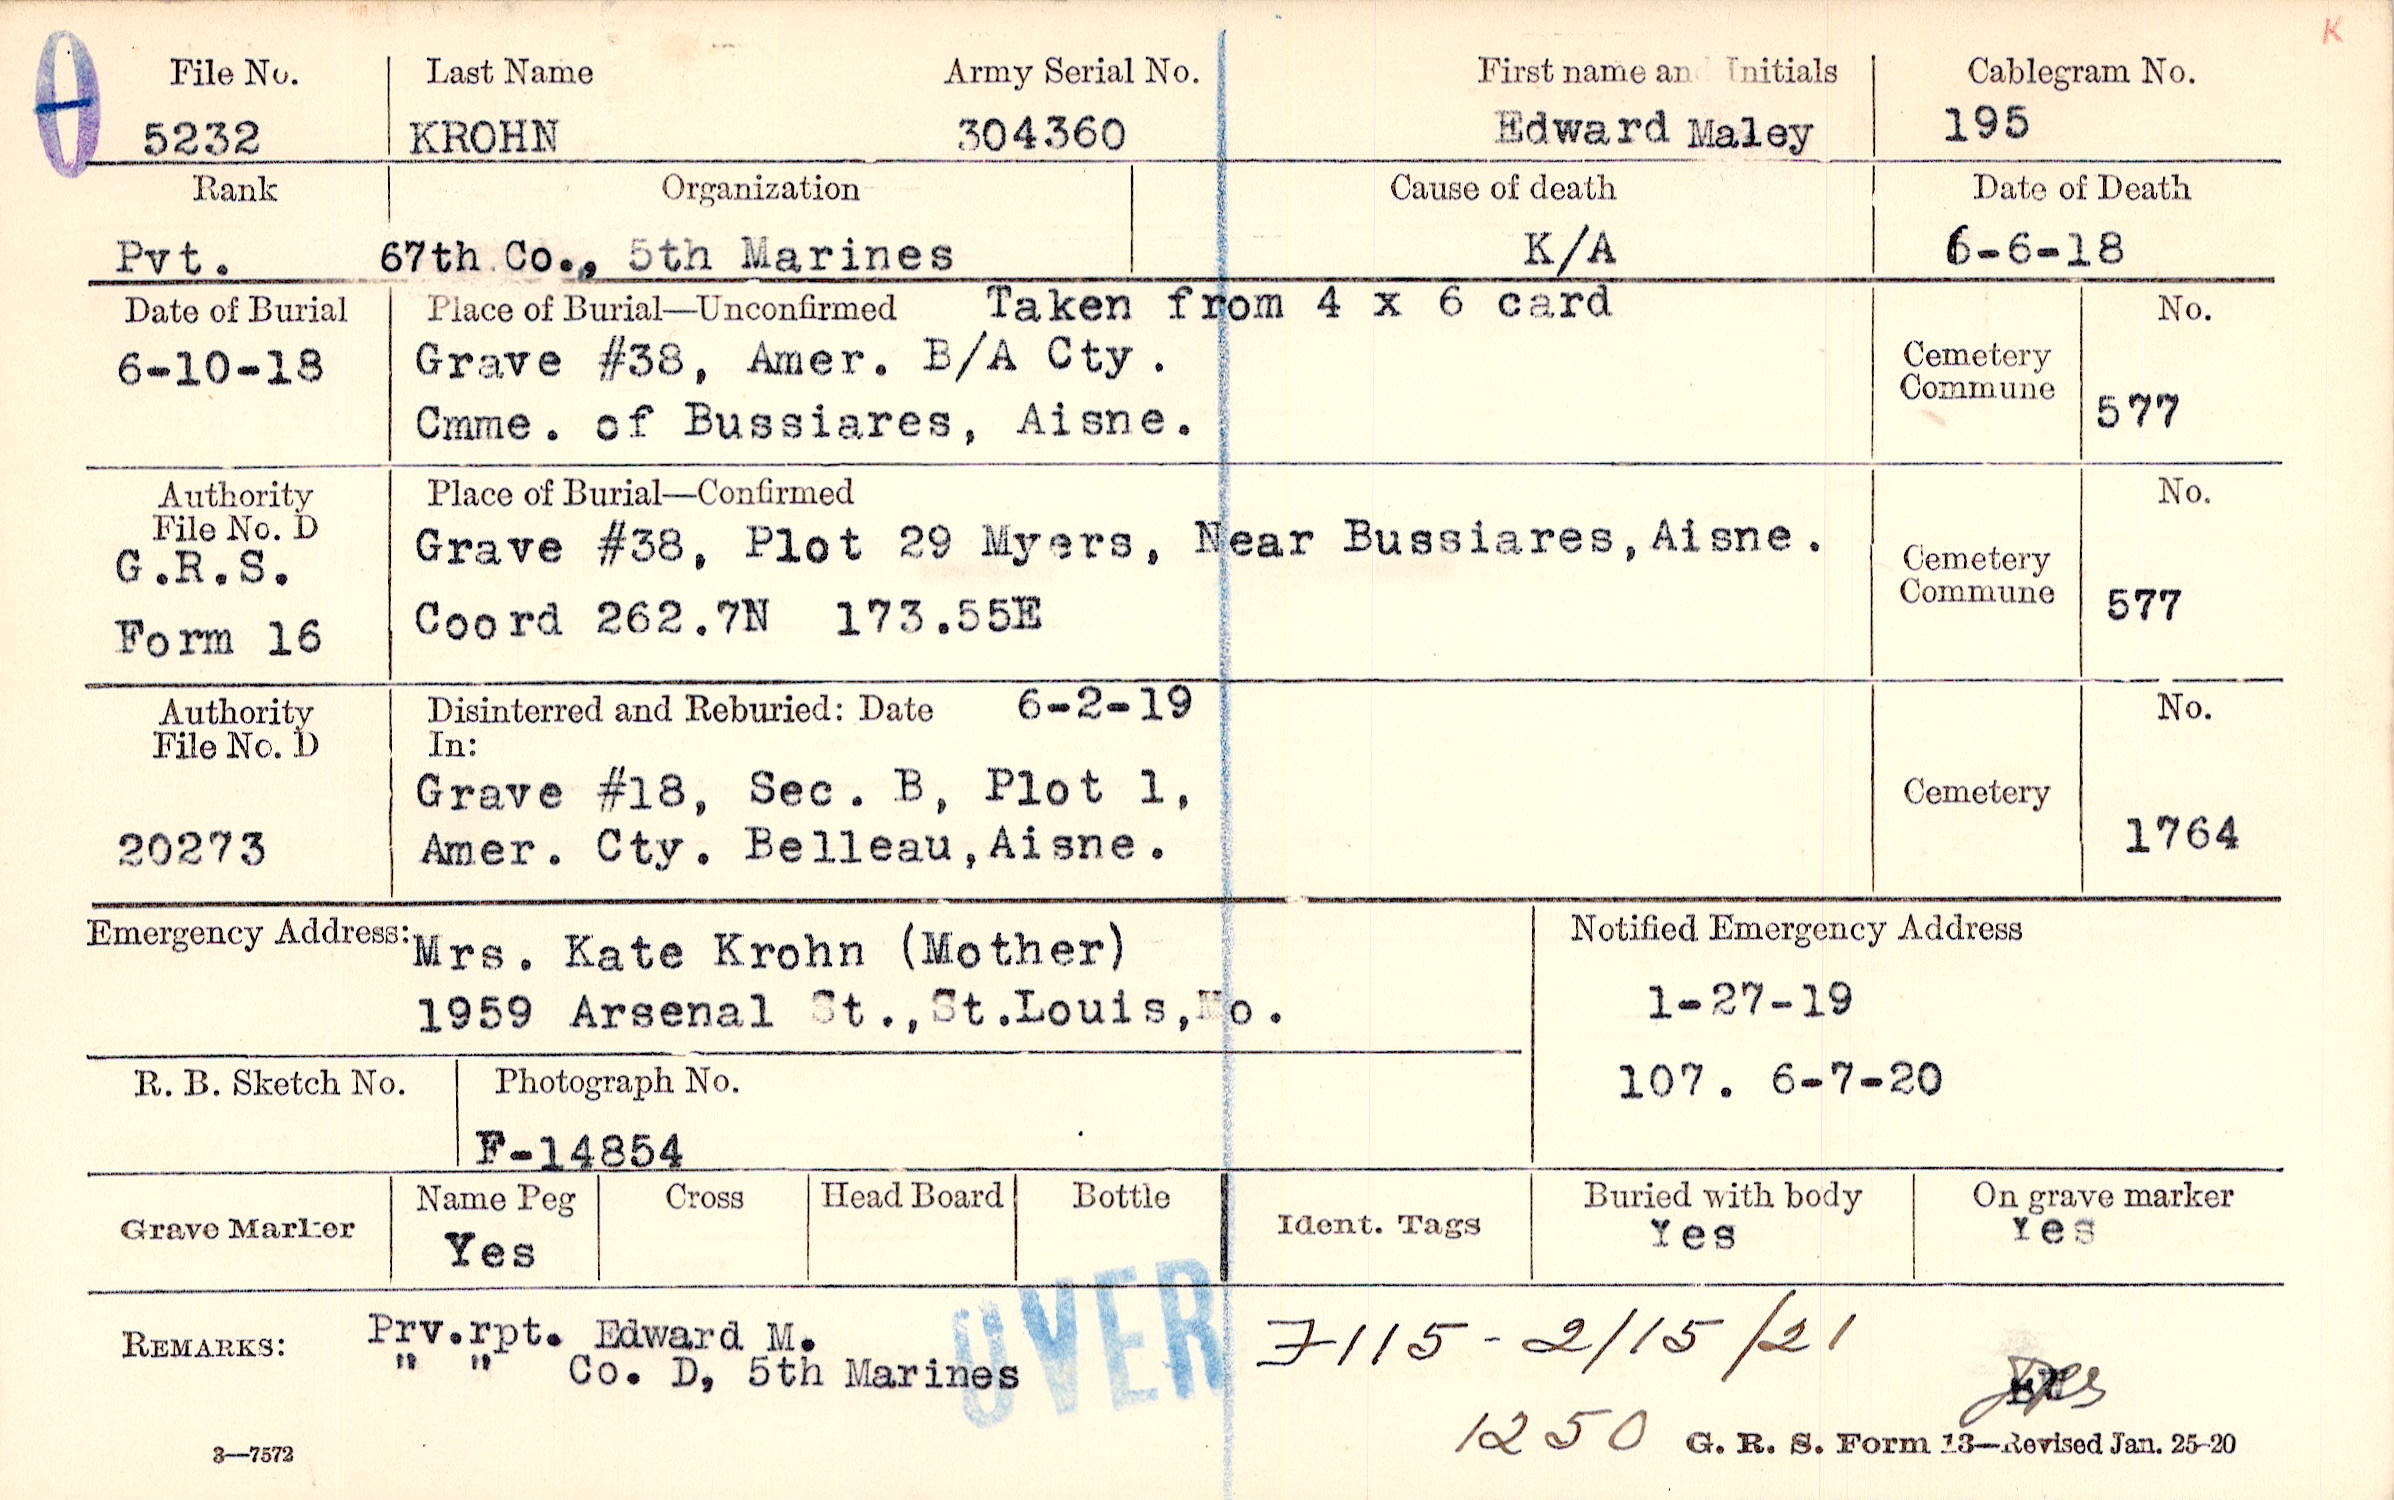 K
File No. Last Name Army Serial No. First name and Initials Cablegram No.
5232 KROHN 304360 Edward Maley 195
Rank Organization Cause of death Date of Death
Pvt. 67th Co., 5th Marines K/A 6-6-18
Date of Burial Place of Burial—Unconfirmed Taken from 4 x 6 card No.
6-10-18 Grave #38, Amer. B/A Cty. Cemetery
Commune
Cmme. of Bussiares, Aisne. 577
Authority Place of Burial—Confirmed No.
File No. D
G.R.S. Grave #38, Plot 29 Myers, Near Bussiares, Aisne. Cemetery
Commune
Form 16 Coord 262.7N 173.55E 577
Authority Disinterred and Reburied: Date 6-2-19 No.
File No. D In:
Grave #18, Sec. B, Plot 1, Cemetery
20273 Amer. Cty. Belleau, Aisne. 1764
Emergency Address: Mrs. Kate Krohn (Mother) Notified Emergency Address
1959 Arsenal St., St.Louis, Mo. 1-27-19
R. B. Sketch No. Photograph No. 107. 6-7-20
F-14854
Grave Marker Name Peg Cross Head Board Bottle Ident. Tags Buried with body On grave marker
Yes Yes Yes
REMARKS: Prv.rpt. Edward M. 7115 - 2/15/21
" " Co. D, 5th Marines
OVER
1250
3—7572 G. R. S. Form 13—Revised Jan. 25-20